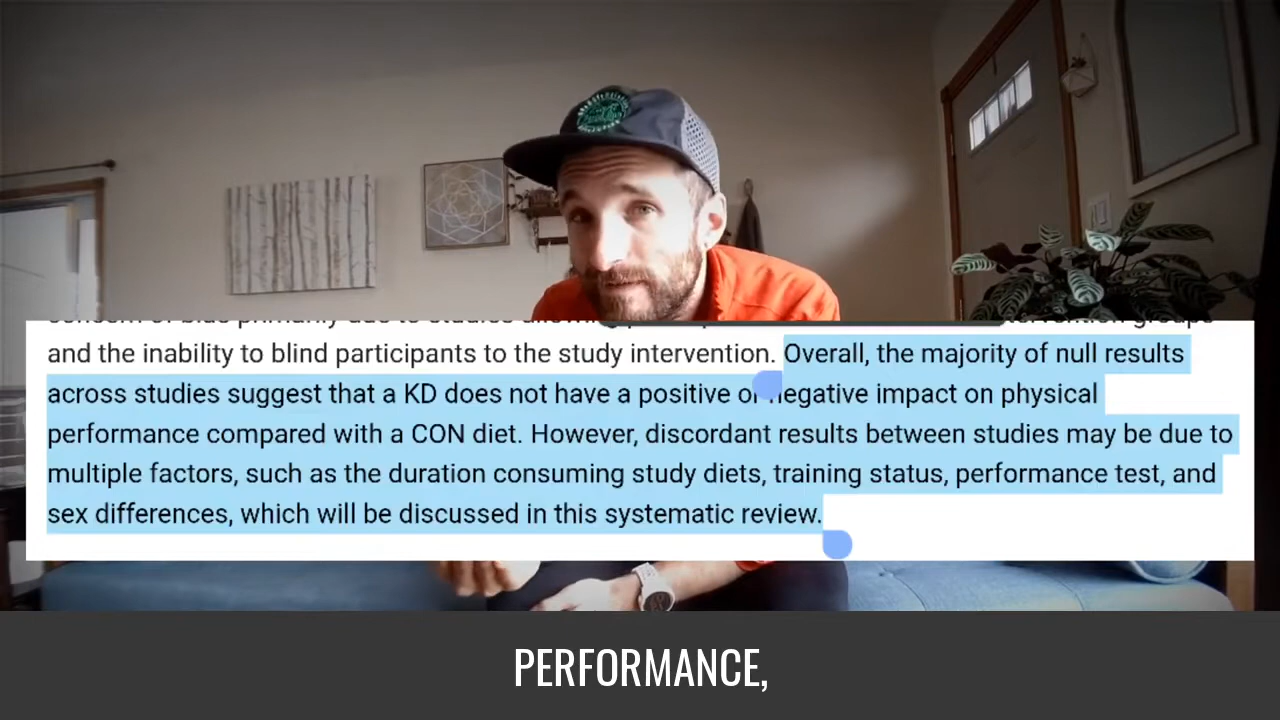 and the inability to blind participants to the study intervention. Overall, the majority of null results
across studies suggest that a KD does not have a positive or negative impact on physical
performance compared with a CON diet. However, discordant results between studies may be due to
multiple factors, such as the duration consuming study diets, training status, performance test, and
sex differences, which will be discussed in this systematic review.
PERFORMANCE,